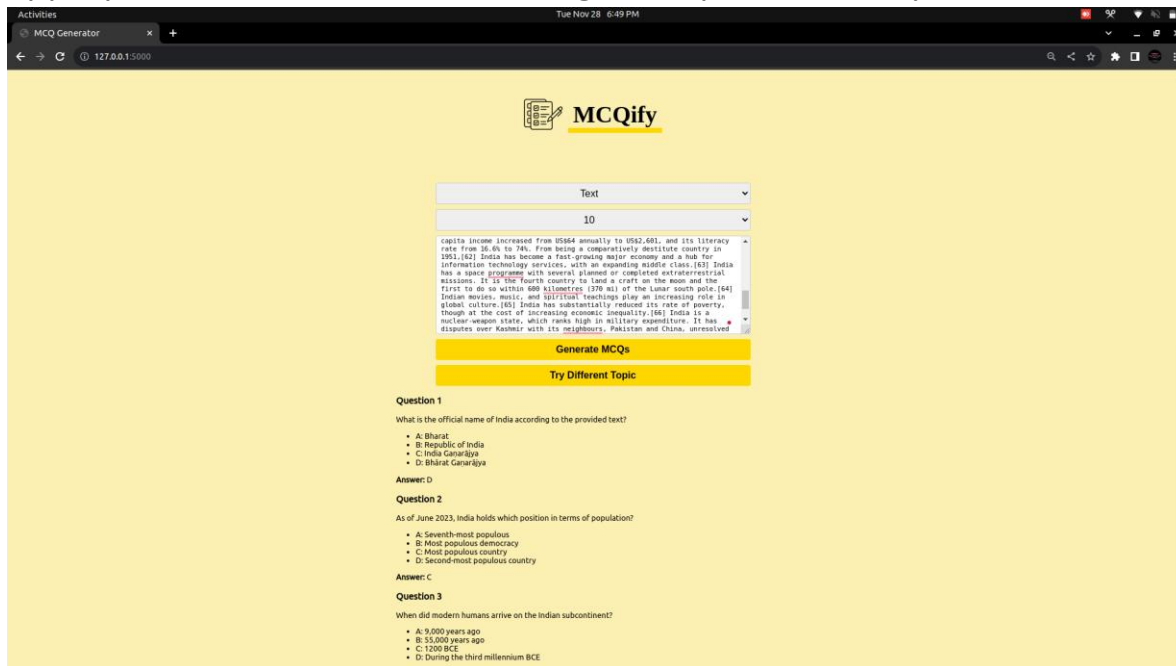 Activities
Tue Nov 28 6:49 PM
MCQ Generator
127.0.0.1:5000
MCQify
Text
10
capita income increased from US$64 annually to US$2,601, and its literacy
rate from 16.6% to 74%. From being a comparatively destitute country in
1951,[62] India has become a fast-growing major economy and a hub for
information technology services, with an expanding middle class.[63] India
has a space programme with several planned or completed extraterrestrial
missions. It is the fourth country to land a craft on the moon and the
first to do so within 600 kilometres (370 mi) of the Lunar south pole.[64]
Indian movies, music, and spiritual teachings play an increasing role in
global culture.[65] India has substantially reduced its rate of poverty,
though at the cost of increasing economic inequality.[66] India is a
nuclear-weapon state, which ranks high in military expenditure. It has
disputes over Kashmir with its neighbours, Pakistan and China, unresolved
Generate MCQs
Try Different Topic
Question 1
What is the official name of India according to the provided text?
• A: Bharat
• B: Republic of India
• C: India Gaṇarājya
• D: Bhārat Gaṇarājya
Answer: D
Question 2
As of June 2023, India holds which position in terms of population?
• A: Seventh-most populous
• B: Most populous democracy
• C: Most populous country
• D: Second-most populous country
Answer: C
Question 3
When did modern humans arrive on the Indian subcontinent?
• A: 9,000 years ago
• B: 55,000 years ago
• C: 1200 BCE
• D: During the third millennium BCE